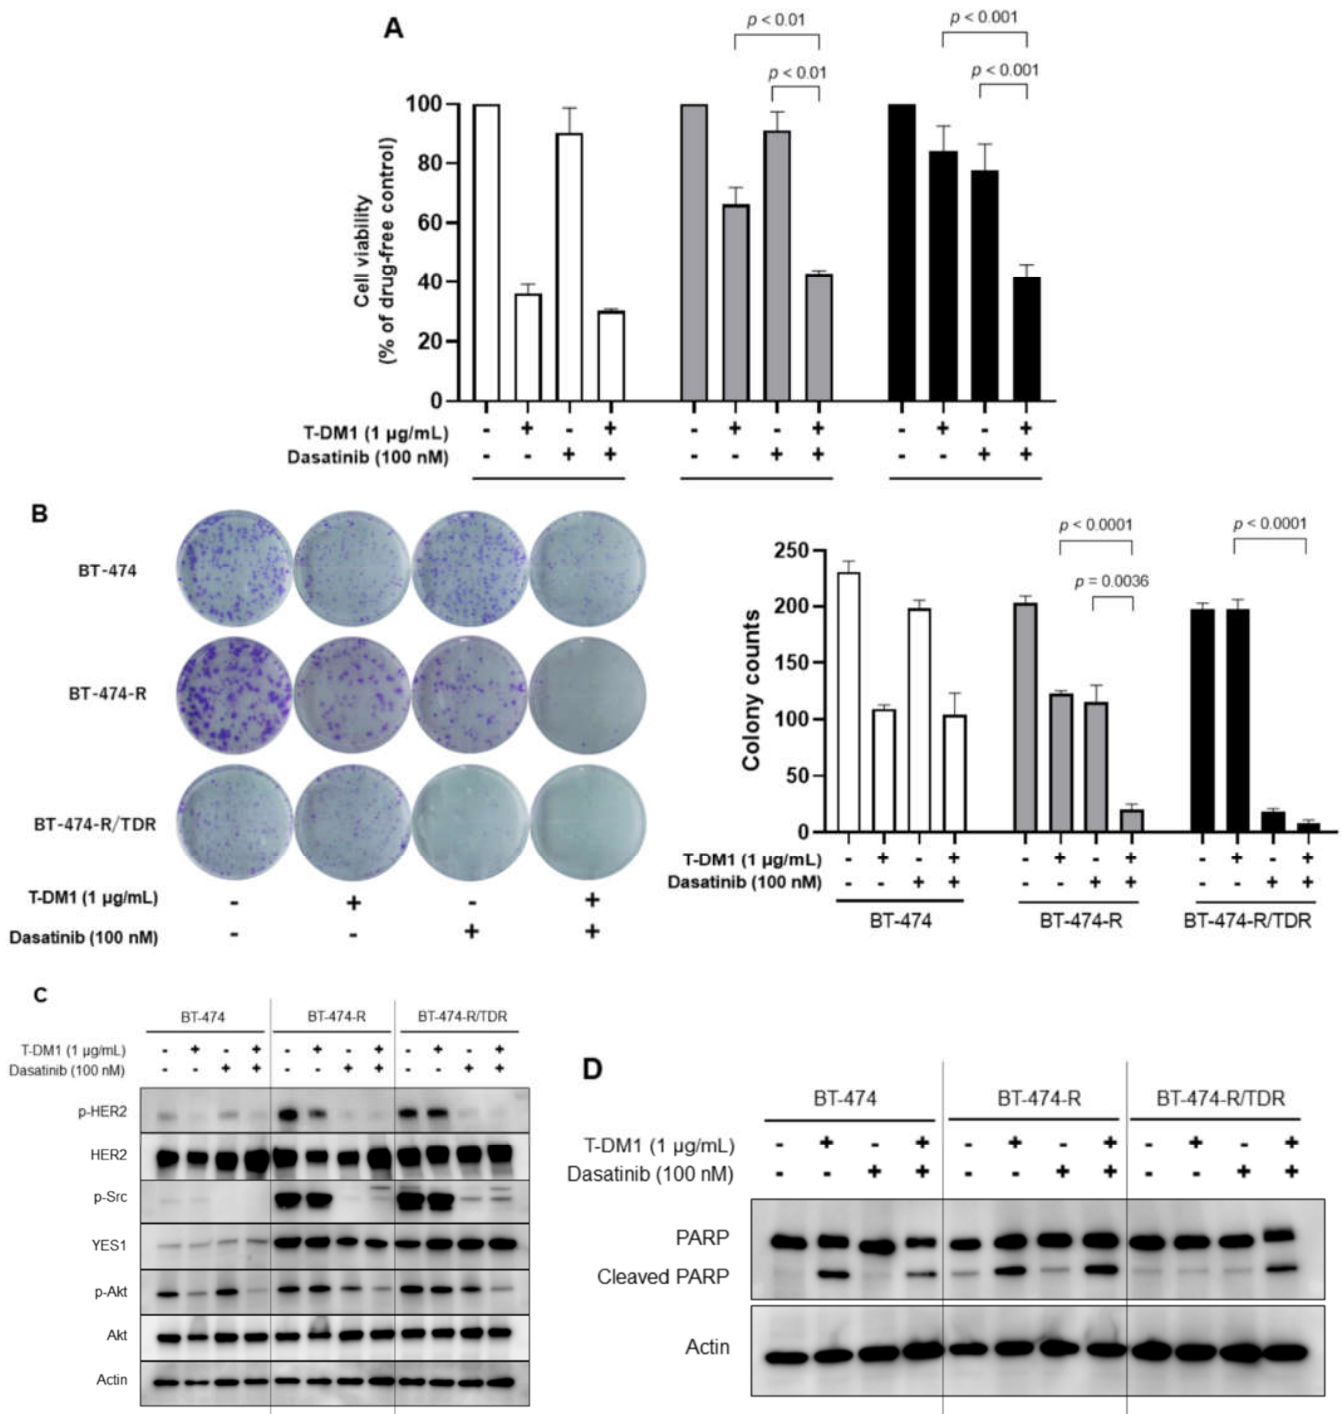 A
p < 0.01
p < 0.01
p < 0.001
p < 0.001
Cell viability
(% of drug-free control)
100
80
60
40
20
0
T-DM1 (1 µg/mL) - + - + - + - + - + - +
Dasatinib (100 nM) - - + + - - + + - - + +
B
BT-474
BT-474-R
BT-474-R/TDR
T-DM1 (1 µg/mL) - + - +
Dasatinib (100 nM) - - + +
p < 0.0001
p = 0.0036
p < 0.0001
Colony counts
250
200
150
100
50
0
T-DM1 (1 µg/mL) - + - + - + - + - + - +
Dasatinib (100 nM) - - + + - - + + - - + +
BT-474 BT-474-R BT-474-R/TDR
C
BT-474 BT-474-R BT-474-R/TDR
T-DM1 (1 µg/mL) - + - + - + - + - + - +
Dasatinib (100 nM) - - + + - - + + - - + +
p-HER2
HER2
p-Src
YES1
p-Akt
Akt
Actin
D
BT-474 BT-474-R BT-474-R/TDR
T-DM1 (1 µg/mL) - + - + - + - + - + - +
Dasatinib (100 nM) - - + + - - + + - - + +
PARP
Cleaved PARP
Actin